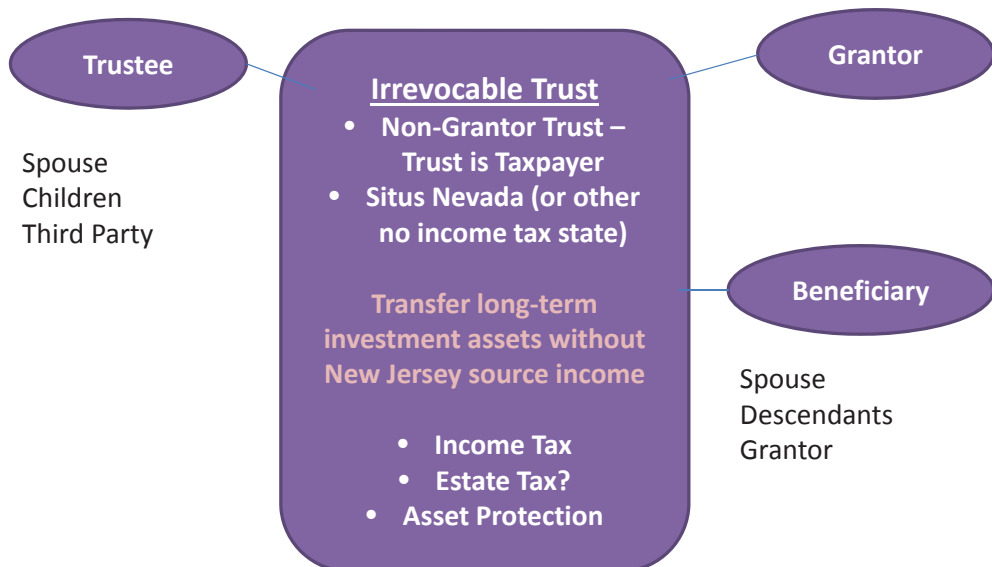 Trustee
Grantor
Irrevocable Trust
• Non-Grantor Trust –
Trust is Taxpayer
• Situs Nevada (or other
no income tax state)
Transfer long-term
investment assets without
New Jersey source income
• Income Tax
• Estate Tax?
• Asset Protection
Spouse
Children
Third Party
Beneficiary
Spouse
Descendants
Grantor